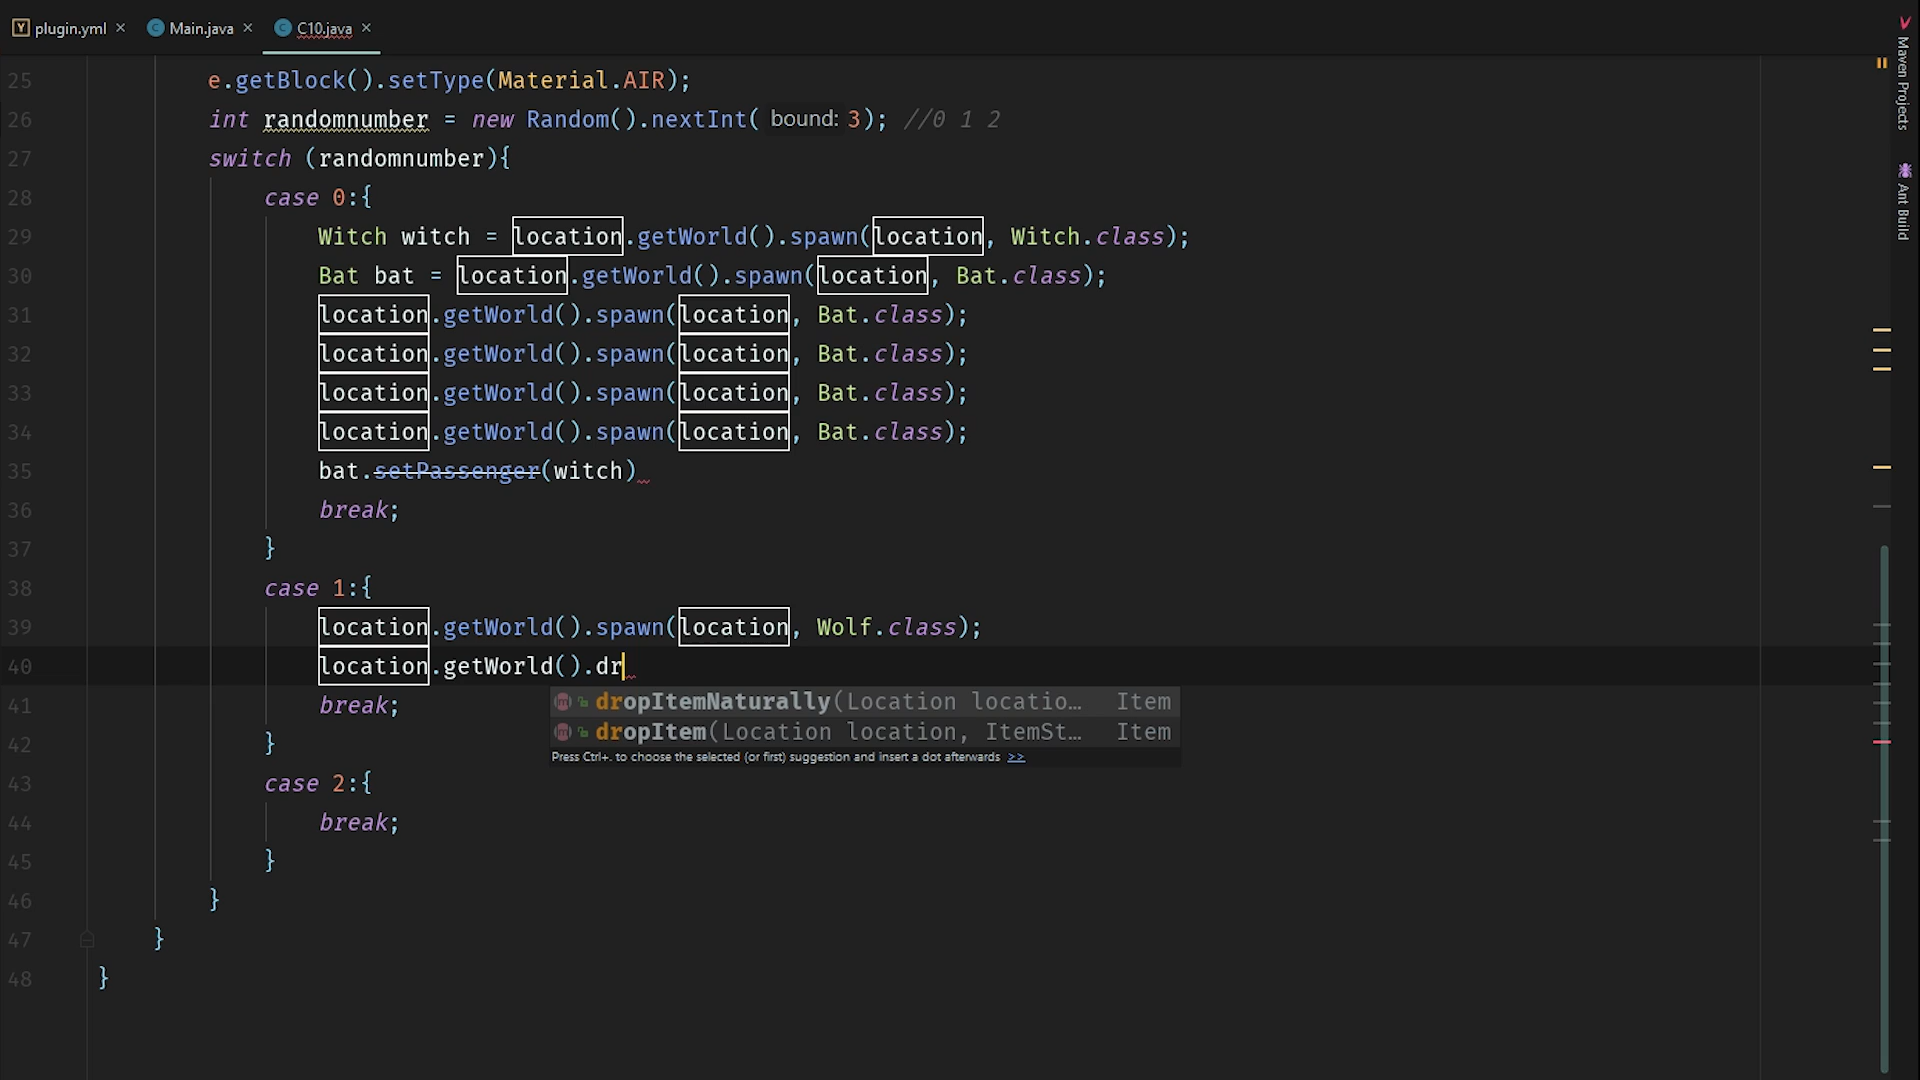 plugin.yml
Main.java
C10.java
Maven Projects
Ant Build
25 e.getBlock().setType(Material.AIR);
26 int randomnumber = new Random().nextInt( bound: 3); //0 1 2
27 switch (randomnumber){
28 case 0:{
29 Witch witch = location.getWorld().spawn(location, Witch.class);
30 Bat bat = location.getWorld().spawn(location, Bat.class);
31 location.getWorld().spawn(location, Bat.class);
32 location.getWorld().spawn(location, Bat.class);
33 location.getWorld().spawn(location, Bat.class);
34 location.getWorld().spawn(location, Bat.class);
35 bat.setPassenger(witch)
36 break;
37 }
38 case 1:{
39 location.getWorld().spawn(location, Wolf.class);
40 location.getWorld().dr
41 break;
dropItemNaturally(Location locatio… Item
dropItem(Location location, ItemSt… Item
Press Ctrl+. to choose the selected (or first) suggestion and insert a dot afterwards >>
42 }
43 case 2:{
44 break;
45 }
46 }
47 }
48 }